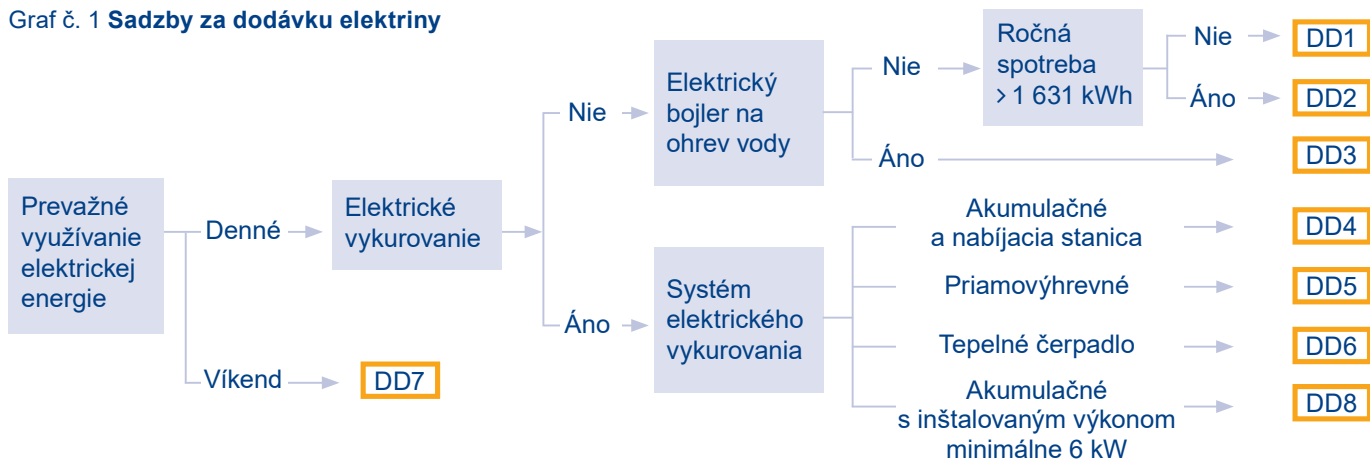 Graf č. 1 Sadzby za dodávku elektriny
Prevažné
využívanie
elektrickej
energie
Denné
Víkend
DD7
Elektrické
vykurovanie
Nie
Áno
Elektrický
bojler na
ohrev vody
Nie
Áno
Ročná
spotreba
> 1 631 kWh
Nie
DD1
Áno
DD2
DD3
Systém
elektrického
vykurovania
Akumulačné
a nabíjacia stanica
DD4
Priamovýhrevné
DD5
Tepelné čerpadlo
DD6
Akumulačné
s inštalovaným výkonom
minimálne 6 kW
DD8